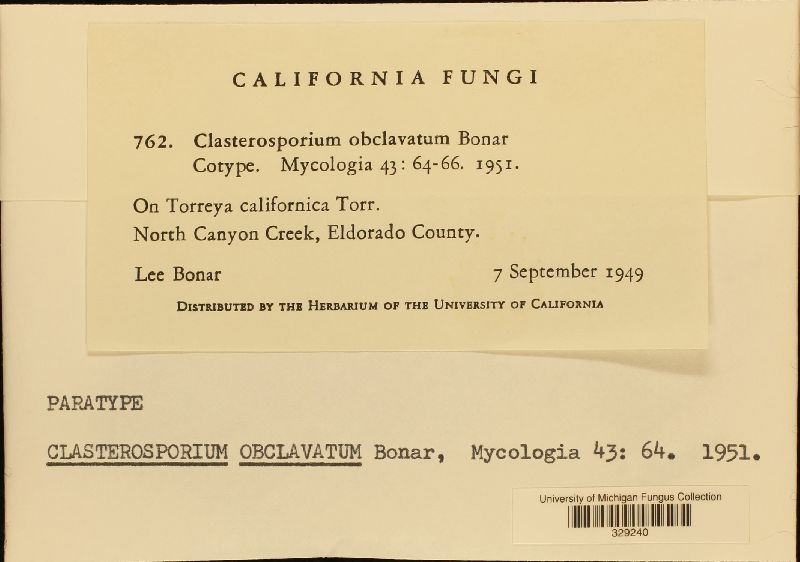 CALIFORNIA FUNGI
762. Clasterosporium obclavatum Bonar
Cotype. Mycologia 43: 64-66. 1951.
On Torreya californica Torr.
North Canyon Creek, Eldorado County.
Lee Bonar 7 September 1949
DISTRIBUTED BY THE HERBARIUM OF THE UNIVERSITY OF CALIFORNIA
PARATYPE
CLASTEROSPORIUM OBCLAVATUM Bonar, Mycologia 43: 64. 1951.
University of Michigan Fungus Collection
329240